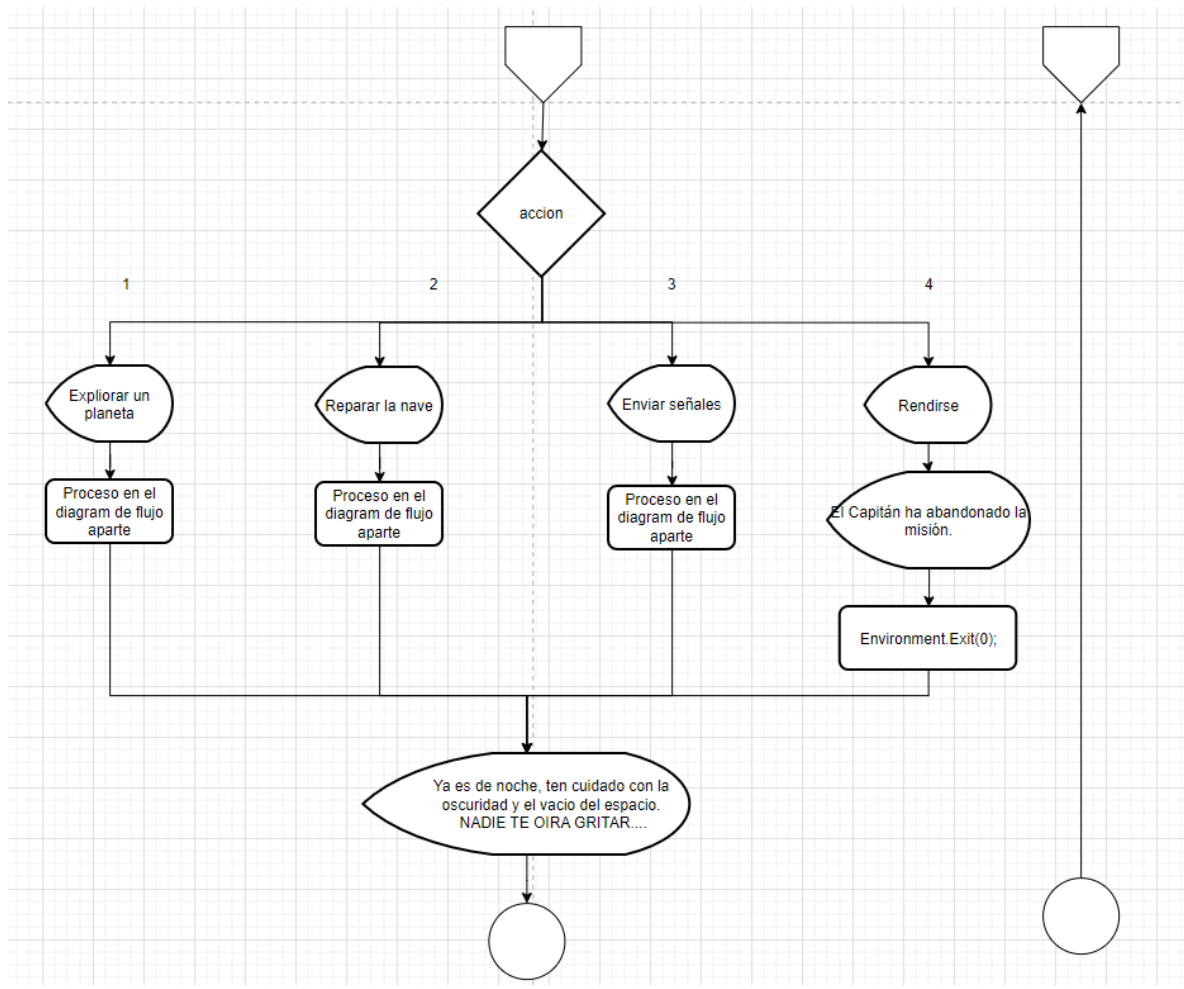 accion
1
2
3
4
Expliorar un
planeta
Reparar la nave
Enviar señales
Rendirse
Proceso en el
diagram de flujo
aparte
Proceso en el
diagram de flujo
aparte
Proceso en el
diagram de flujo
aparte
El Capitán ha abandonado la
misión.
Environment.Exit(0);
Ya es de noche, ten cuidado con la
oscuridad y el vacio del espacio.
NADIE TE OIRA GRITAR....